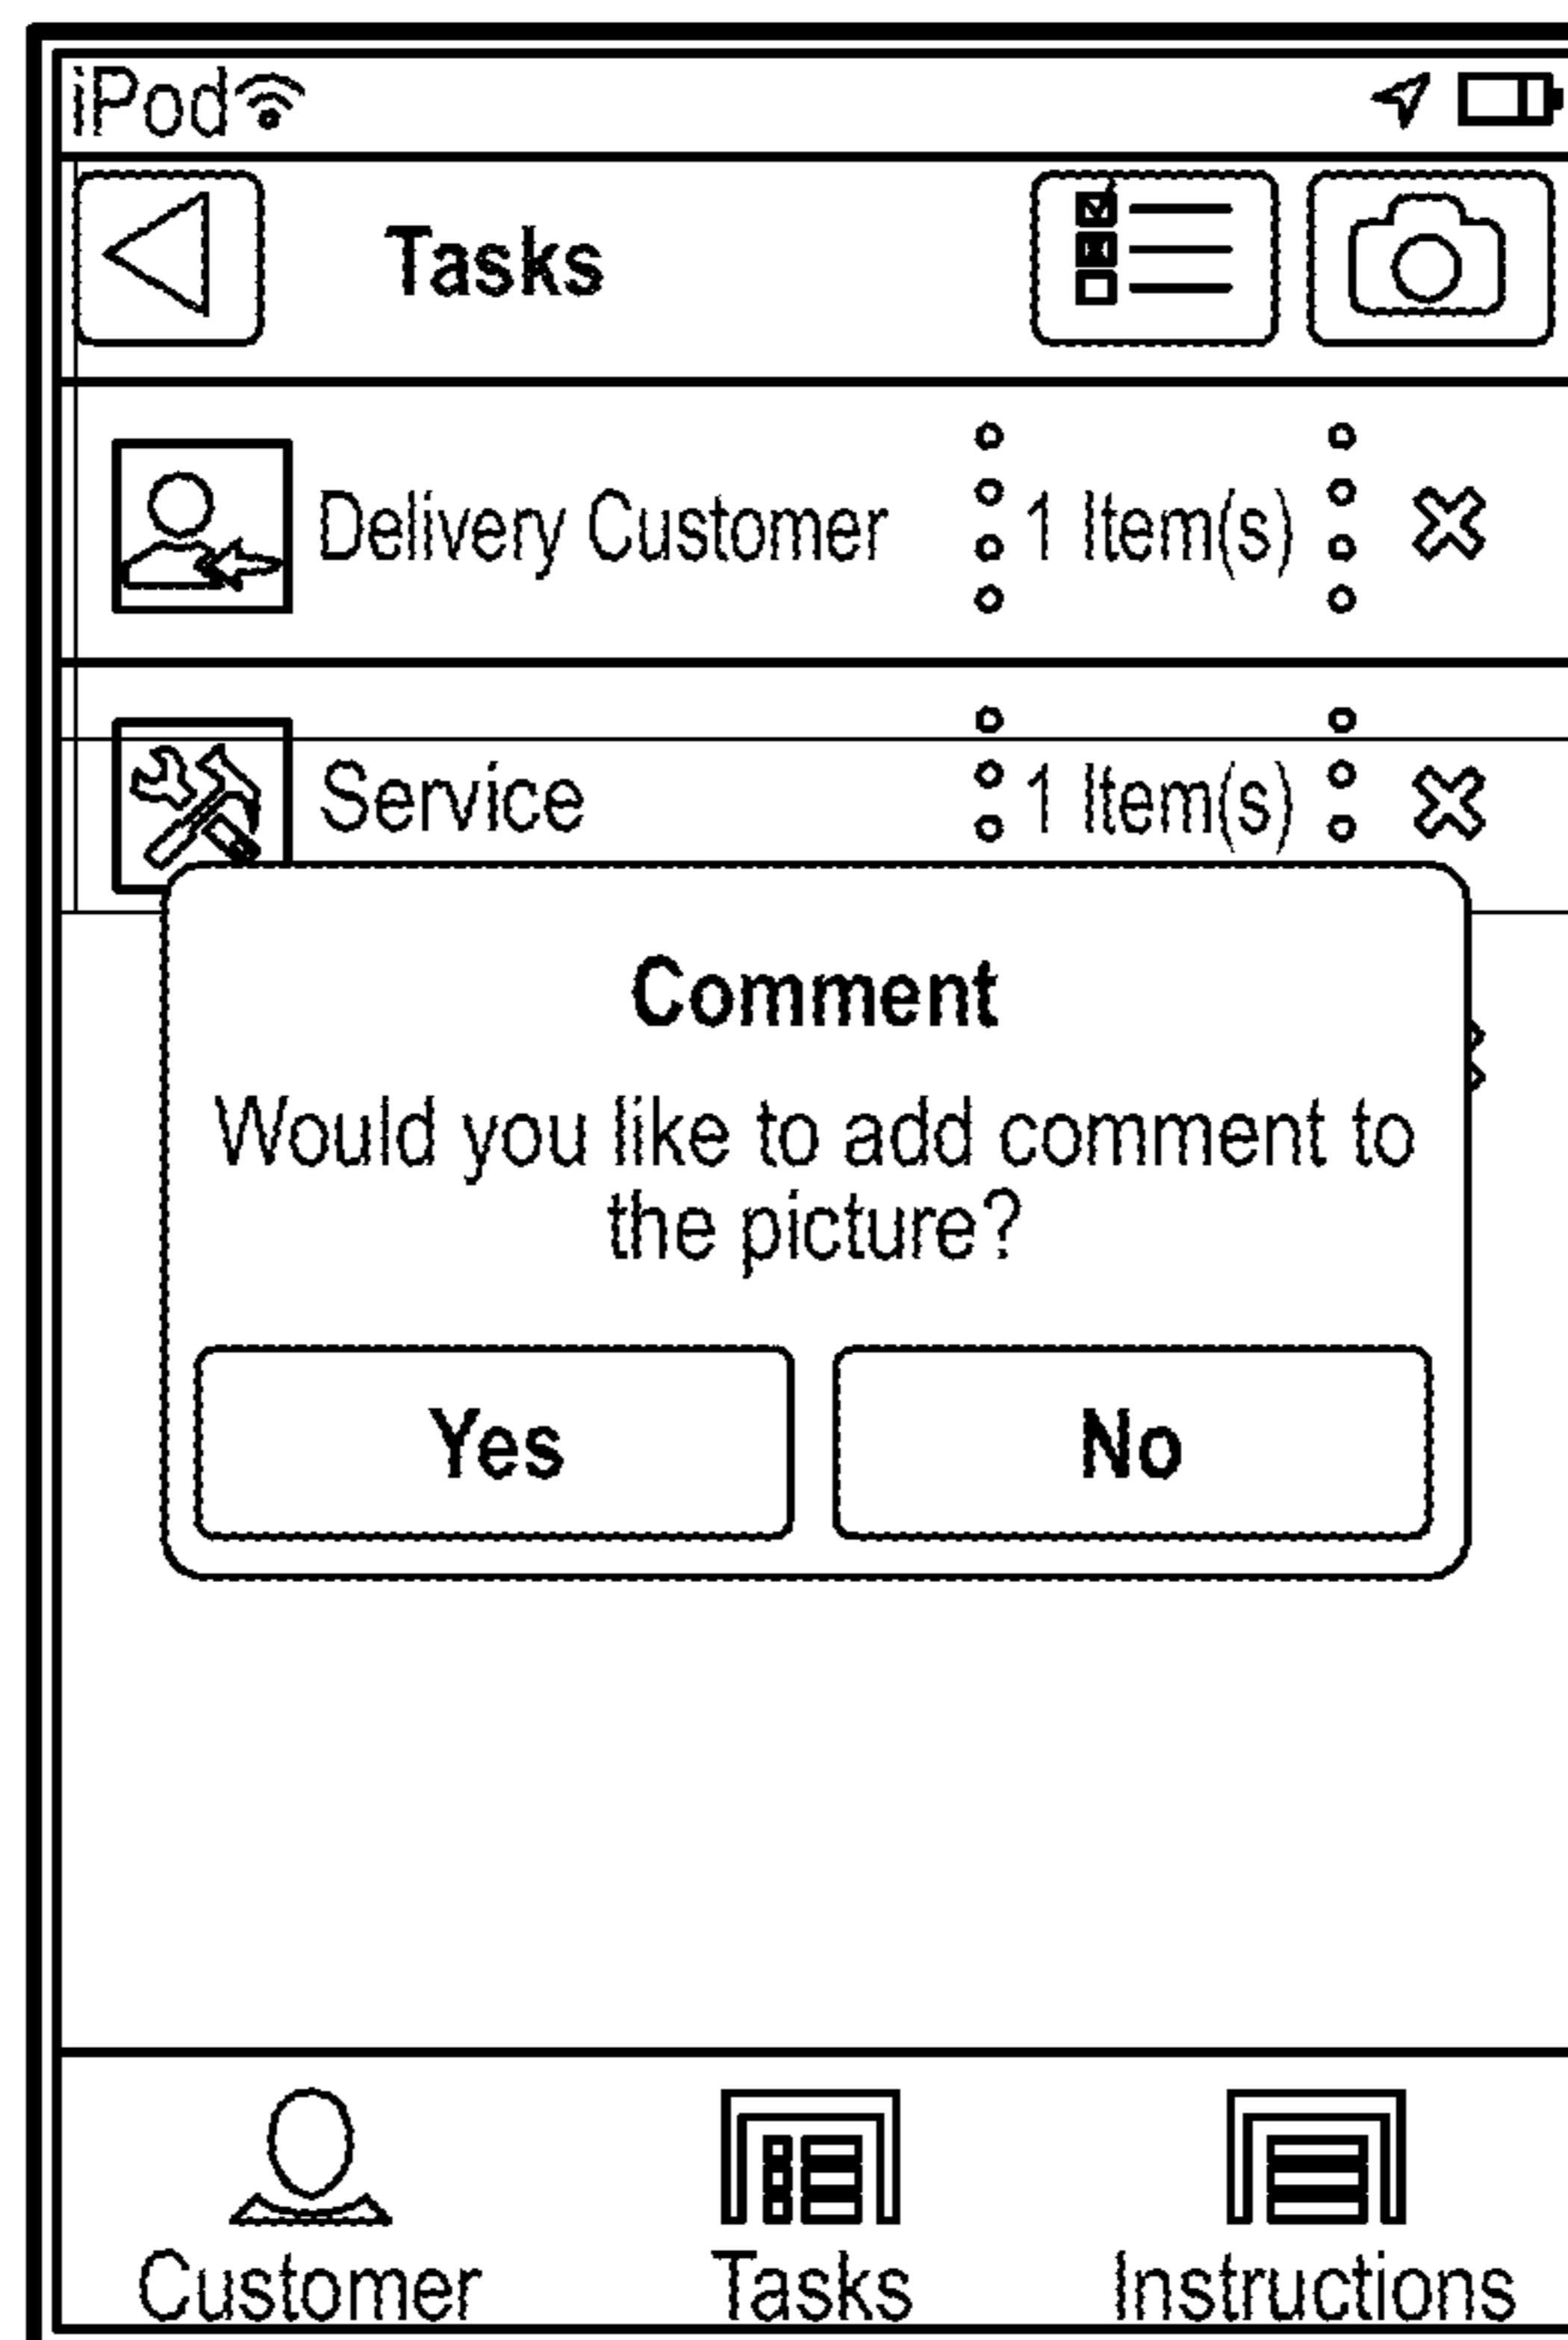 iPod
Tasks
Delivery Customer 1 Item(s)
Service 1 Item(s)
Comment
Would you like to add comment to
the picture?
Yes No
Customer Tasks Instructions